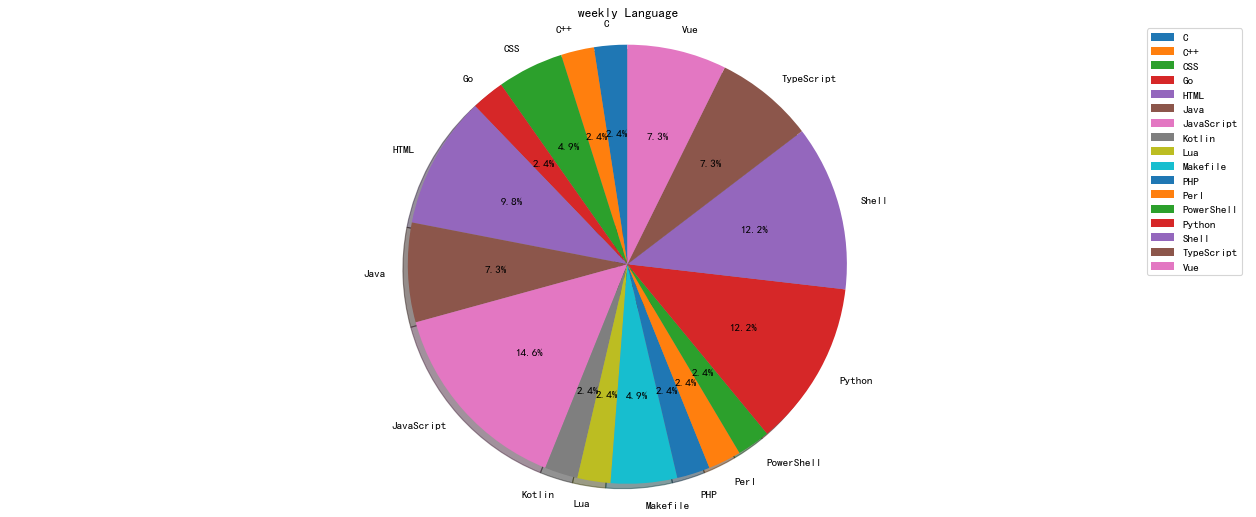 weekly Language
C
C++
CSS
Go
HTML
Java
JavaScript
Kotlin
Lua
Makefile
PHP
Perl
PowerShell
Python
Shell
TypeScript
Vue
2.4%
2.4%
4.9%
2.4%
9.8%
7.3%
14.6%
2.4%
2.4%
4.9%
2.4%
2.4%
2.4%
12.2%
12.2%
7.3%
7.3%
C
C++
CSS
Go
HTML
Java
JavaScript
Kotlin
Lua
Makefile
PHP
Perl
PowerShell
Python
Shell
TypeScript
Vue